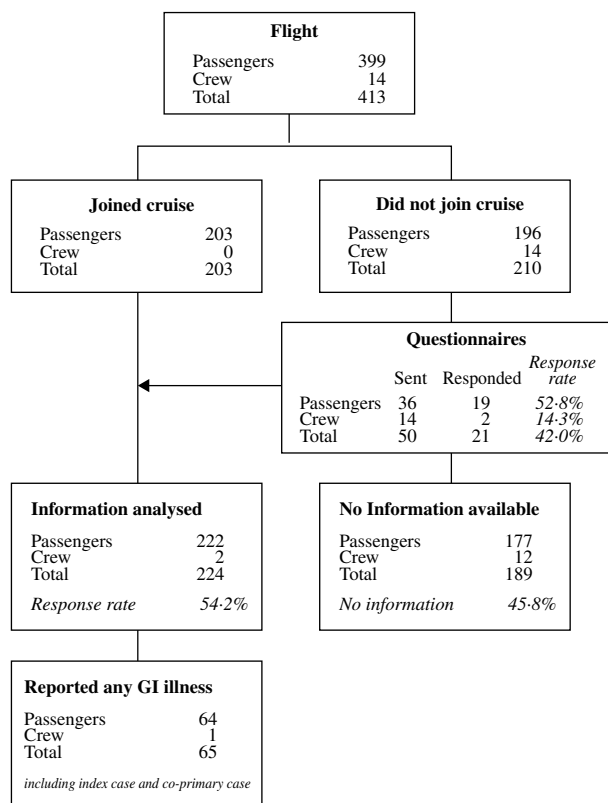 Flight
Passengers 399
Crew 14
Total 413
Joined cruise
Passengers 203
Crew 0
Total 203
Did not join cruise
Passengers 196
Crew 14
Total 210
Questionnaires
Sent Responded Response rate
Passengers 36 19 52·8%
Crew 14 2 14·3%
Total 50 21 42·0%
Information analysed
Passengers 222
Crew 2
Total 224
Response rate 54·2%
No Information available
Passengers 177
Crew 12
Total 189
No information 45·8%
Reported any GI illness
Passengers 64
Crew 1
Total 65
including index case and co-primary case